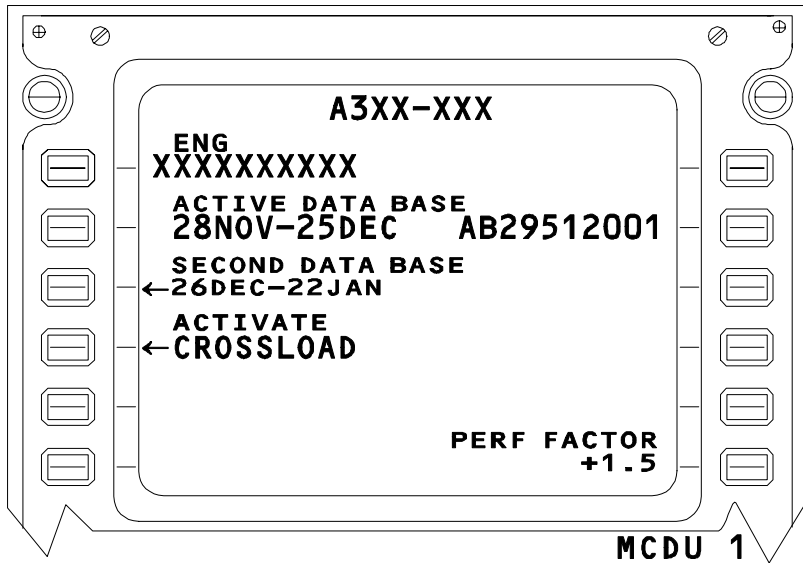 A3XX-XXX
ENG
XXXXXXXXXX
ACTIVE DATA BASE
28NOV-25DEC AB29512001
SECOND DATA BASE
←26DEC-22JAN
ACTIVATE
←CROSSLOAD
PERF FACTOR
+1.5
MCDU 1